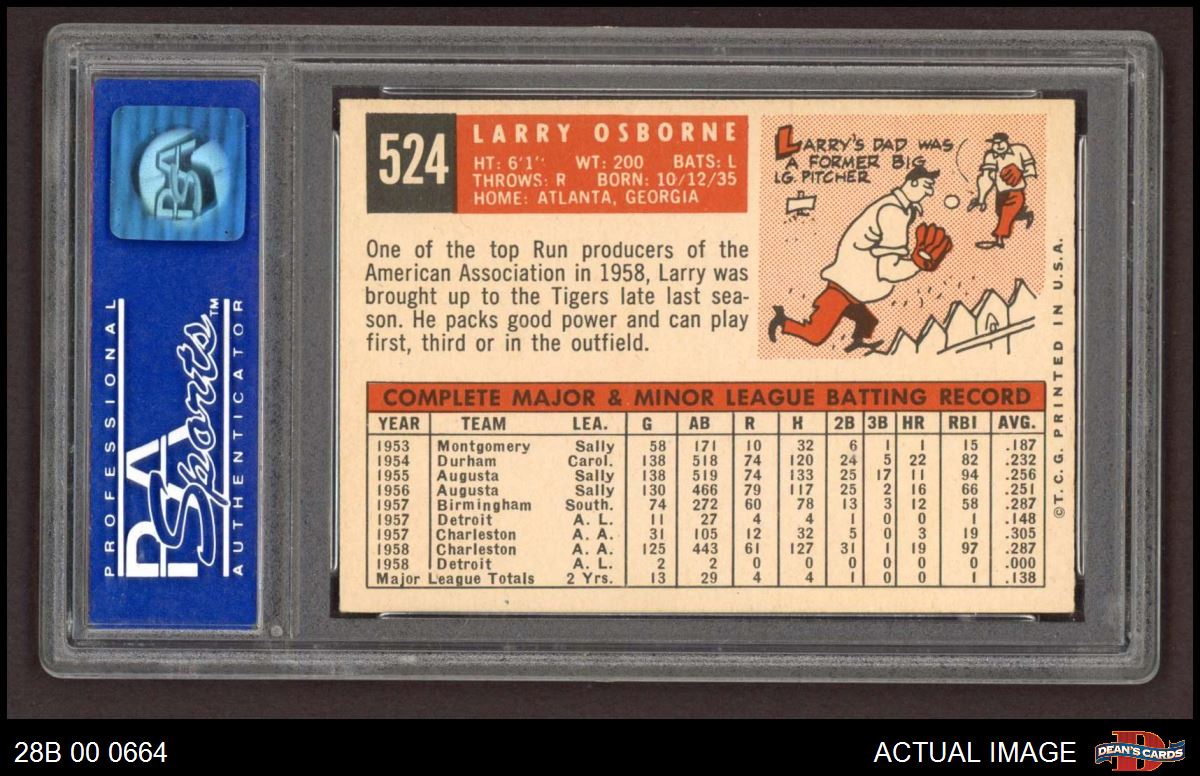 PROFESSIONAL
PSA
Sports™
AUTHENTICATOR
PSA
524
LARRY OSBORNE
HT: 6'1" WT: 200 BATS: L
THROWS: R BORN: 10/12/35
HOME: ATLANTA, GEORGIA
LARRY'S DAD WAS
A FORMER BIG
LG. PITCHER
One of the top Run producers of the
American Association in 1958, Larry was
brought up to the Tigers late last sea-
son. He packs good power and can play
first, third or in the outfield.
COMPLETE MAJOR & MINOR LEAGUE BATTING RECORD
YEAR TEAM LEA. G AB R H 2B 3B HR RBI AVG.
1953 Montgomery Sally 58 171 10 32 6 1 1 15 .187
1954 Durham Carol. 138 518 74 120 24 5 22 82 .232
1955 Augusta Sally 138 519 74 133 25 17 11 94 .256
1956 Augusta Sally 130 466 79 117 25 2 16 66 .251
1957 Birmingham South. 74 272 60 78 13 3 12 58 .287
1957 Detroit A. L. 11 27 4 4 1 0 0 1 .148
1957 Charleston A. A. 31 105 12 32 5 0 3 19 .305
1958 Charleston A. A. 125 443 61 127 31 1 19 97 .287
1958 Detroit A. L. 2 2 0 0 0 0 0 0 .000
Major League Totals 2 Yrs. 13 29 4 4 1 0 0 1 .138
©T.C.G. PRINTED IN U.S.A.
28B 00 0664
ACTUAL IMAGE
DEAN'S CARDS